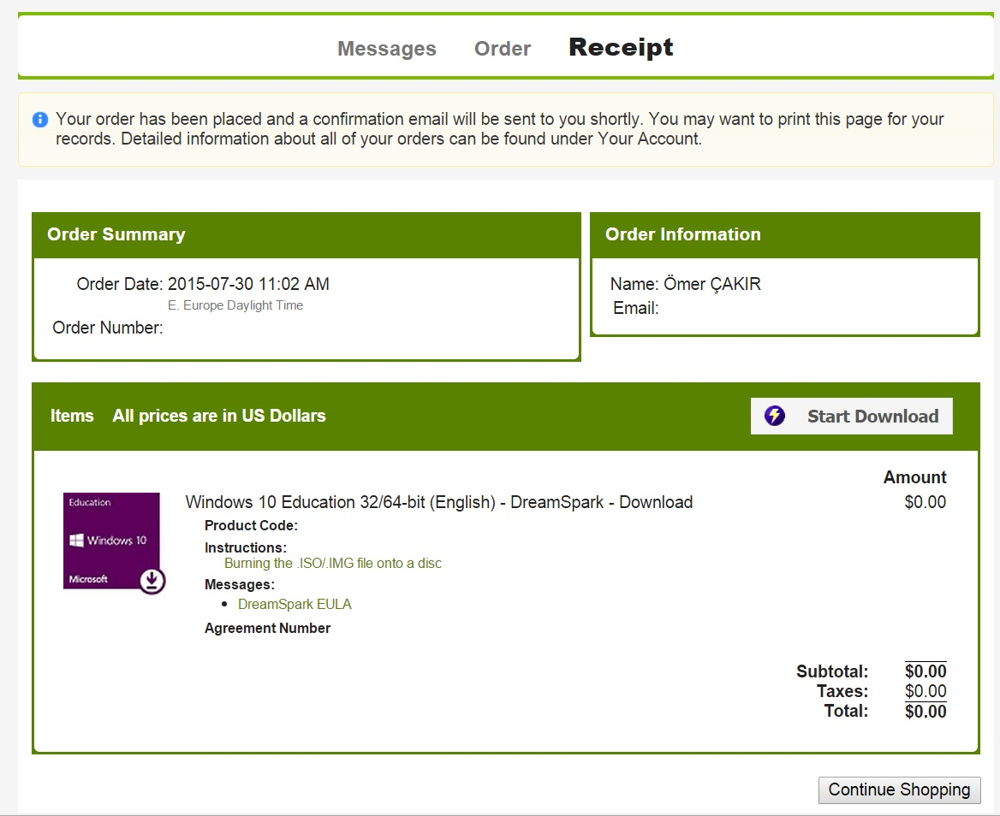 Messages Order Receipt
Your order has been placed and a confirmation email will be sent to you shortly. You may want to print this page for your
records. Detailed information about all of your orders can be found under Your Account.
Order Summary
Order Date: 2015-07-30 11:02 AM
E. Europe Daylight Time
Order Number:
Order Information
Name: Ömer ÇAKIR
Email:
Items All prices are in US Dollars
Start Download
Amount
Education
Windows 10
Microsoft
Windows 10 Education 32/64-bit (English) - DreamSpark - Download $0.00
Product Code:
Instructions:
Burning the .ISO/.IMG file onto a disc
Messages:
• DreamSpark EULA
Agreement Number
Subtotal: $0.00
Taxes: $0.00
Total: $0.00
Continue Shopping